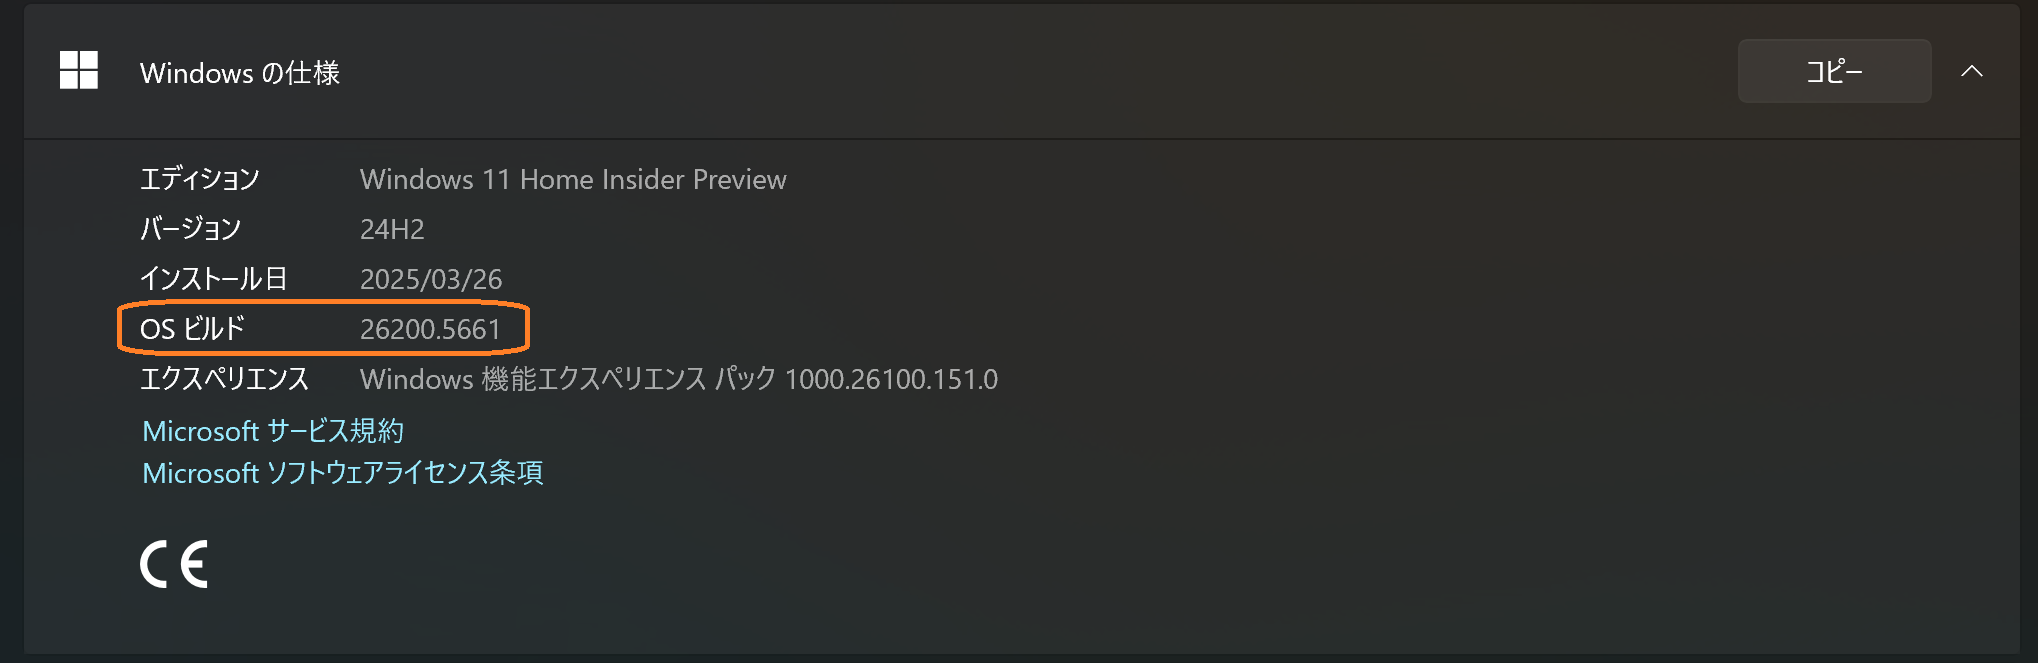 Windows の仕様
コピー
エディション Windows 11 Home Insider Preview
バージョン 24H2
インストール日 2025/03/26
OS ビルド 26200.5661
エクスペリエンス Windows 機能エクスペリエンス パック 1000.26100.151.0
Microsoft サービス規約
Microsoft ソフトウェアライセンス条項
CE